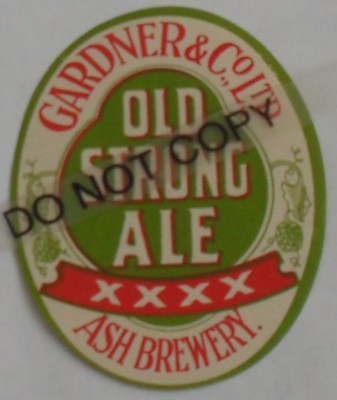 GARDNER & Co., LTD.
OLD
STRONG
ALE
DO NOT COPY
XXXX
ASH BREWERY.